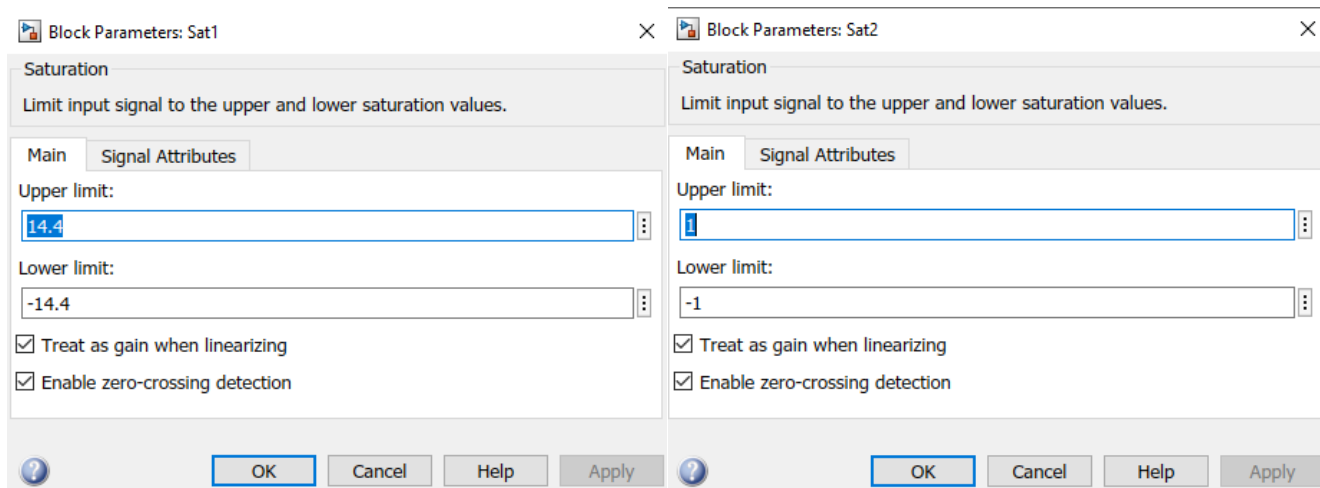 Block Parameters: Sat1
Saturation
Limit input signal to the upper and lower saturation values.
Main
Signal Attributes
Upper limit:
14.4
Lower limit:
-14.4
Treat as gain when linearizing
Enable zero-crossing detection
?
OK
Cancel
Help
Apply
Block Parameters: Sat2
Saturation
Limit input signal to the upper and lower saturation values.
Main
Signal Attributes
Upper limit:
1
Lower limit:
-1
Treat as gain when linearizing
Enable zero-crossing detection
?
OK
Cancel
Help
Apply